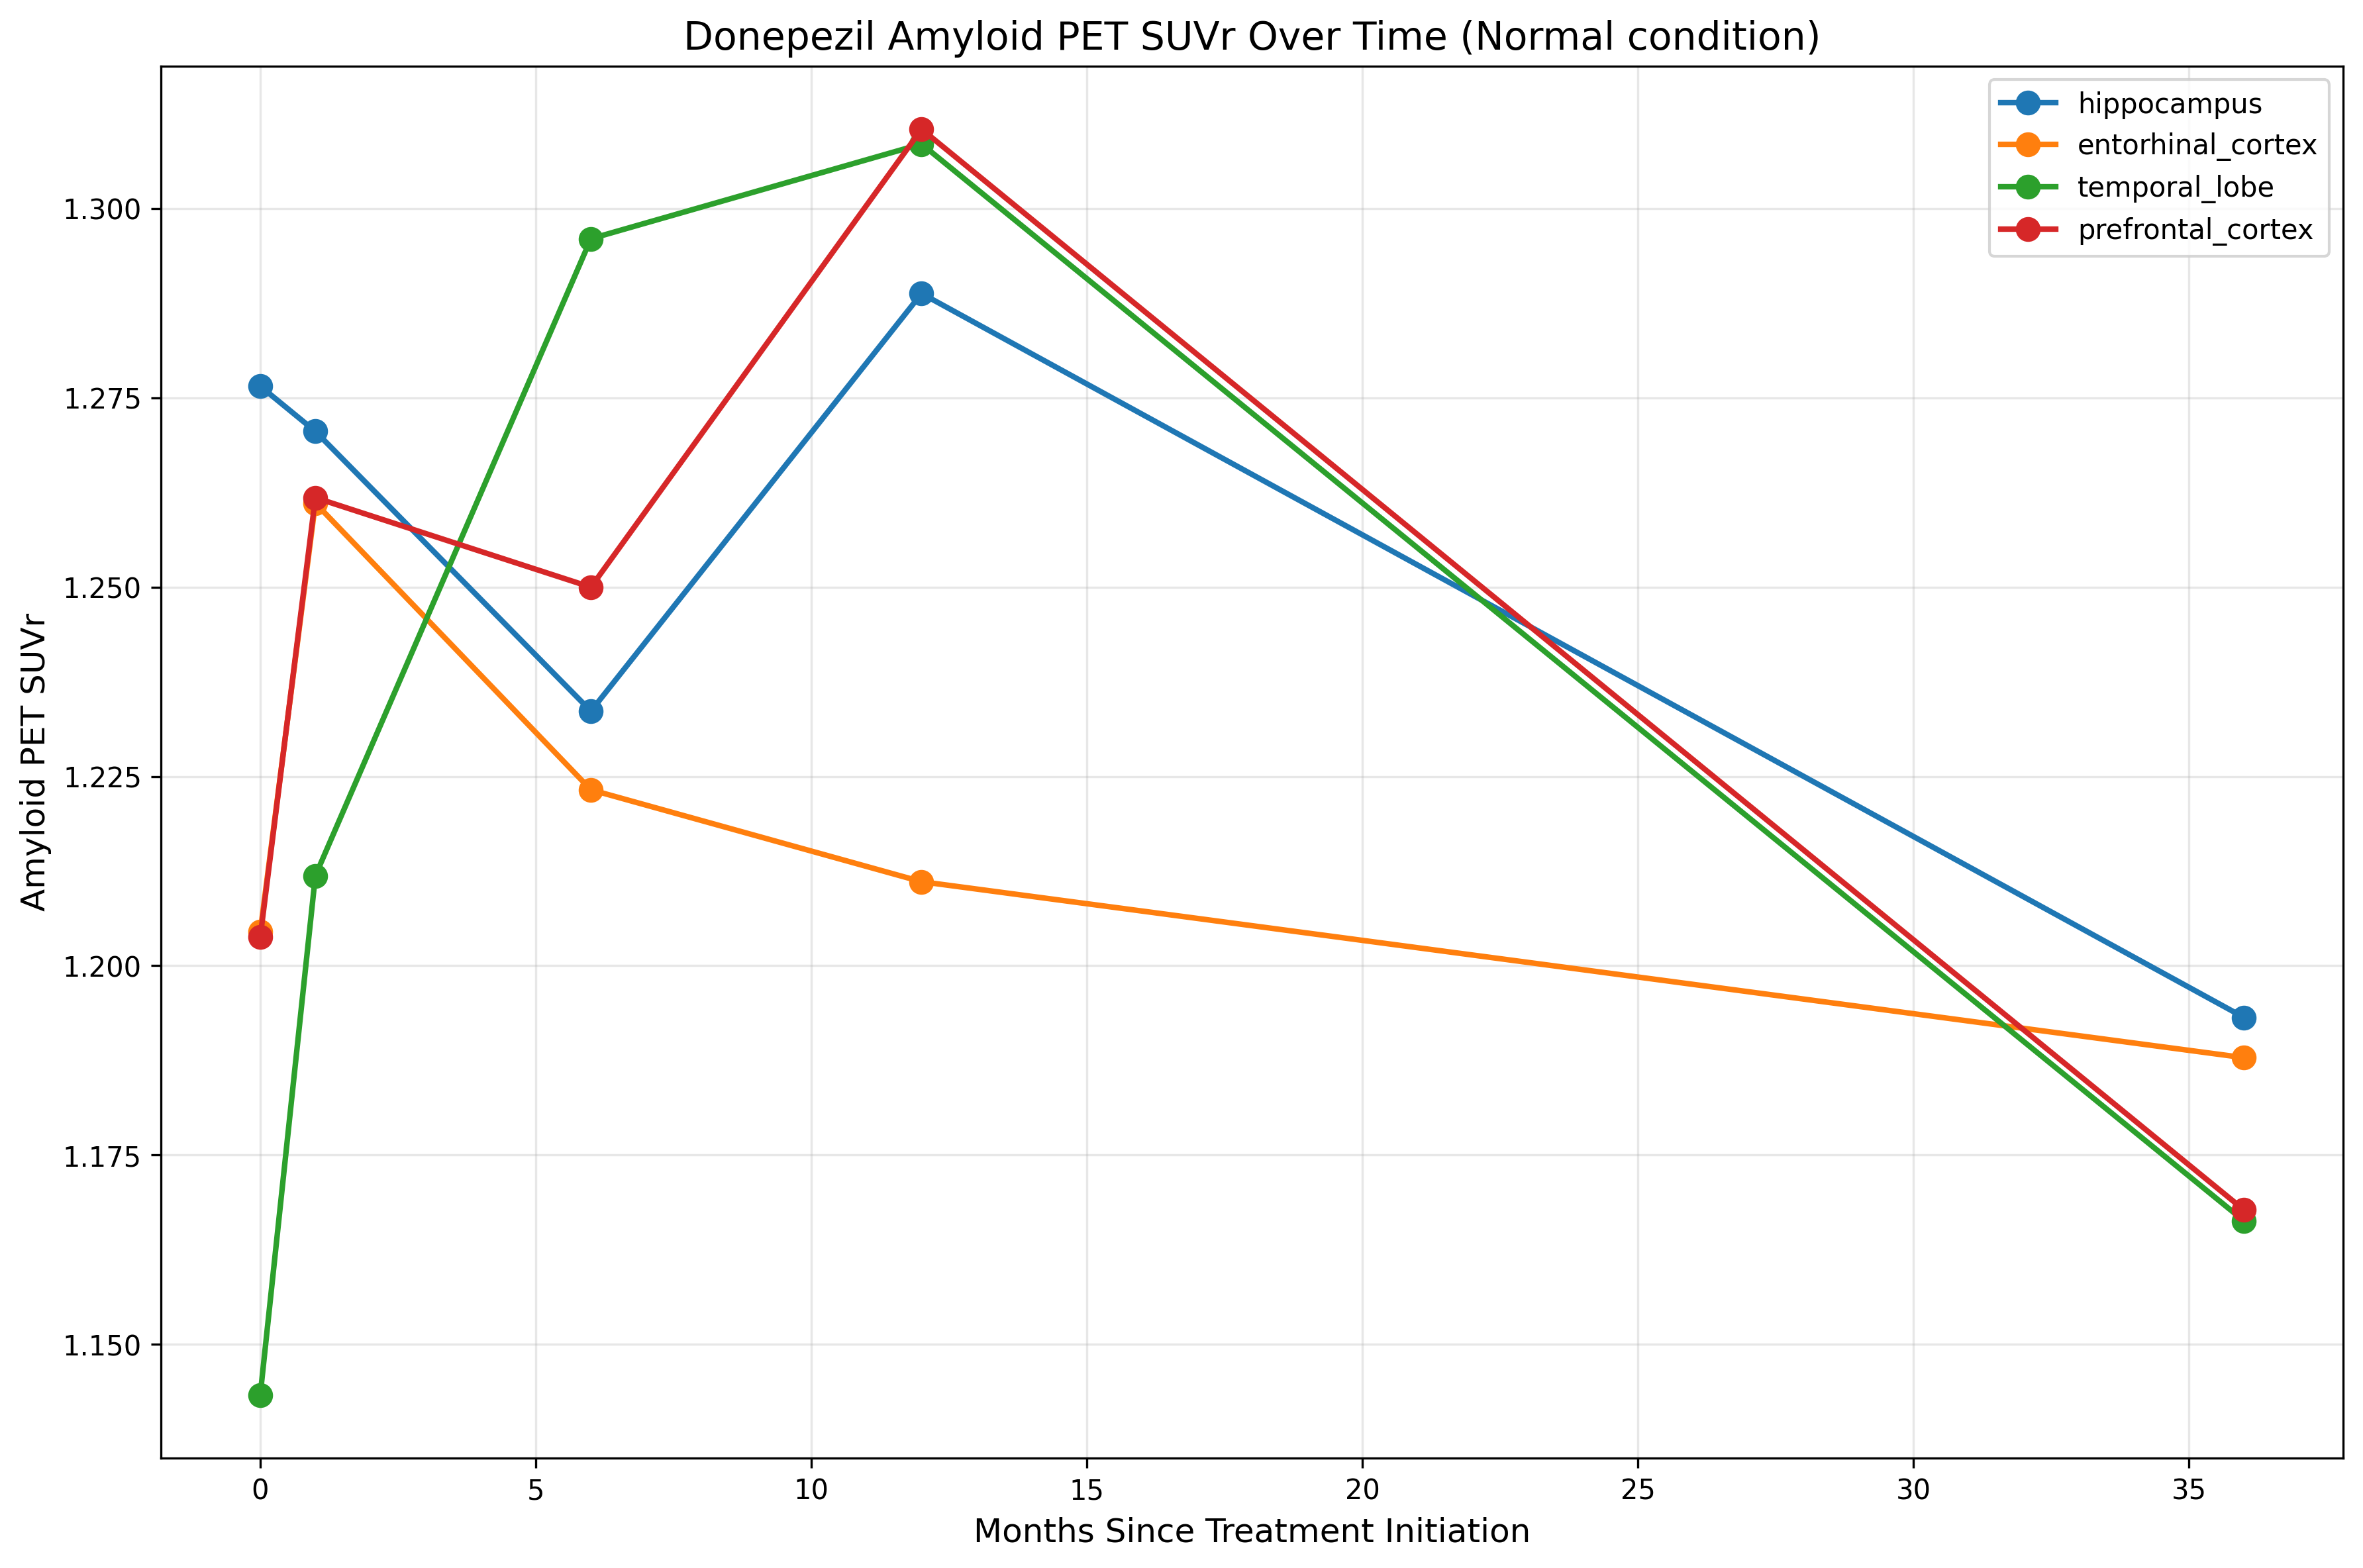 Donepezil Amyloid PET SUVr Over Time (Normal condition)
hippocampus
entorhinal_cortex
temporal_lobe
prefrontal_cortex
Amyloid PET SUVr
1.300
1.275
1.250
1.225
1.200
1.175
1.150
0 5 10 15 20 25 30 35
Months Since Treatment Initiation